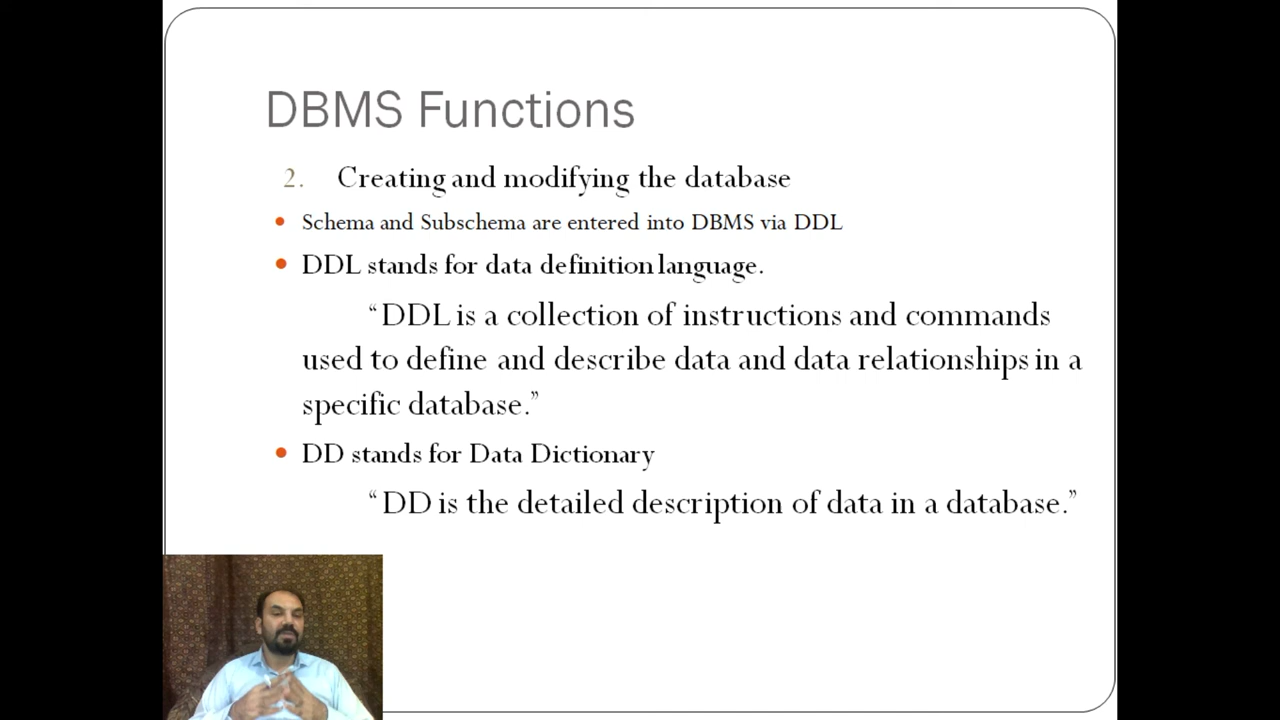 DBMS Functions
2. Creating and modifying the database
• Schema and Subschema are entered into DBMS via DDL
• DDL stands for data definition language.
“DDL is a collection of instructions and commands
used to define and describe data and data relationships in a
specific database.”
• DD stands for Data Dictionary
“DD is the detailed description of data in a database.”